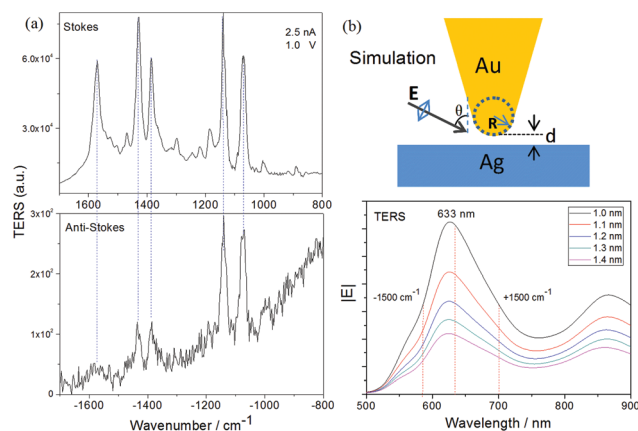 (a)
Stokes
2.5 nA
1.0 V
6.0x10⁴
3.0x10⁴
0.0
1600 1400 1200 1000 800
TERS (a.u.)
Anti-Stokes
3x10²
2x10²
1x10²
0
-1600 -1400 -1200 -1000 -800
Wavenumber / cm⁻¹
(b)
Simulation
Au
E
θ
R
d
Ag
TERS
633 nm
1.0 nm
1.1 nm
1.2 nm
1.3 nm
1.4 nm
-1500 cm⁻¹
+1500 cm⁻¹
|E|
500 600 700 800 900
Wavelength / nm